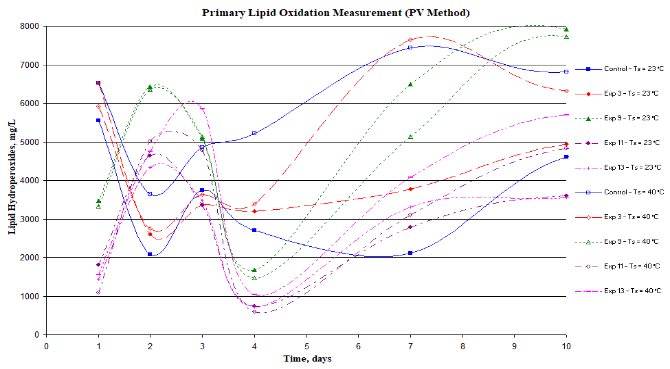 Primary Lipid Oxidation Measurement (PV Method)
Lipid Hydroperoxides, mg/L
8000
7000
6000
5000
4000
3000
2000
1000
0
0 1 2 3 4 5 6 7 8 9 10
Time, days
Control - Ts = 23 °C
Exp 3 - Ts = 23 °C
Exp 9 - Ts = 23 °C
Exp 11 - Ts = 23 °C
Exp 13 - Ts = 23 °C
Control - Ts = 40 °C
Exp 3 - Ts = 40 °C
Exp 9 - Ts = 40 °C
Exp 11 - Ts = 40 °C
Exp 13 - Ts = 40 °C